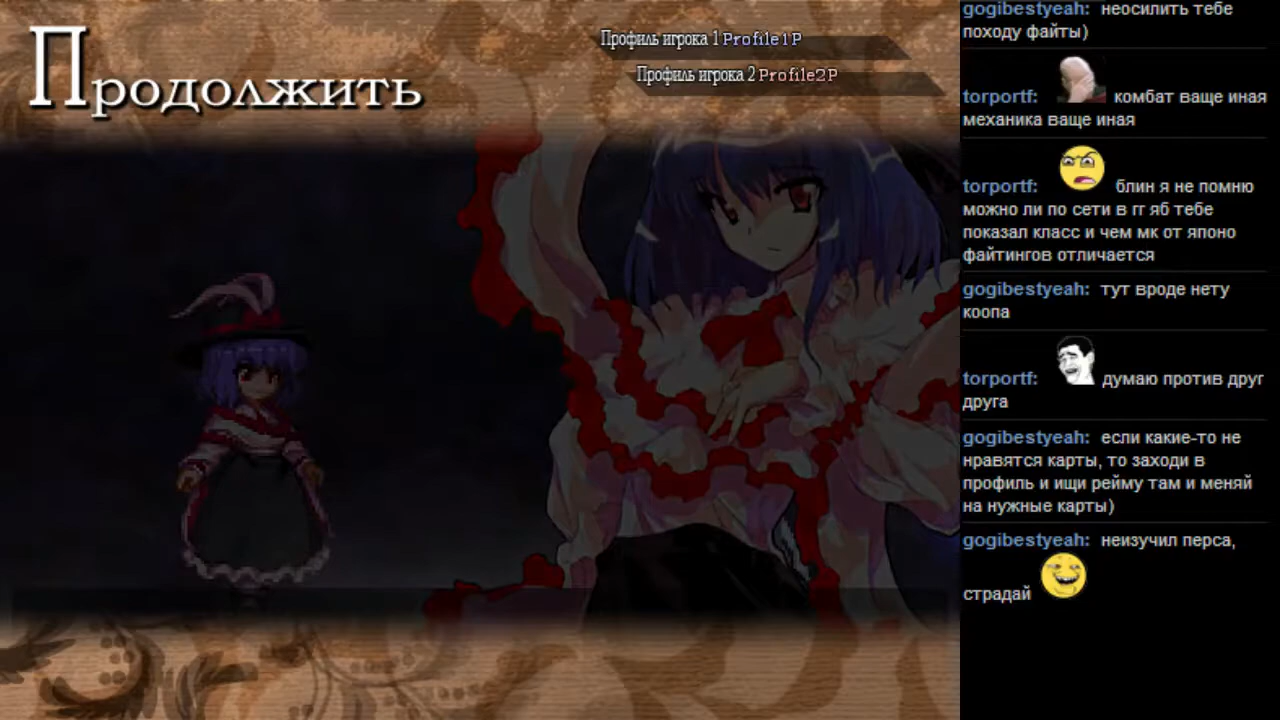 Продолжить
Профиль игрока 1 Profile1P
Профиль игрока 2 Profile2P
gogibestyeah: неосилить тебе
походу файты)
torportf: комбат ваще иная
механика ваще иная
torportf: блин я не помню
можно ли по сети в гг яб тебе
показал класс и чем мк от японо
файтингов отличается
gogibestyeah: тут вроде нету
коопа
torportf: думаю против друг
друга
gogibestyeah: если какие-то не
нравятся карты, то заходи в
профиль и ищи рейму там и меняй
на нужные карты)
gogibestyeah: неизучил перса,
страдай